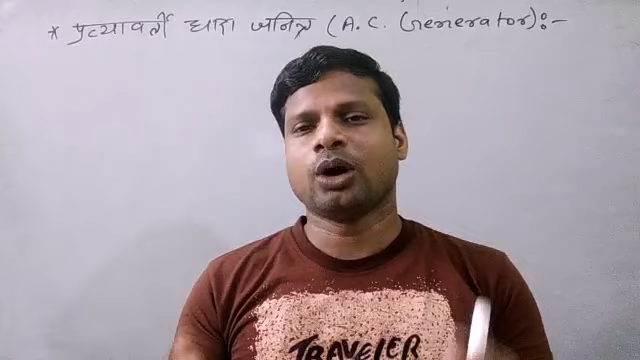 * प्रत्यावर्ती धारा जनित्र (A.C. Generator):-
TRAVELER